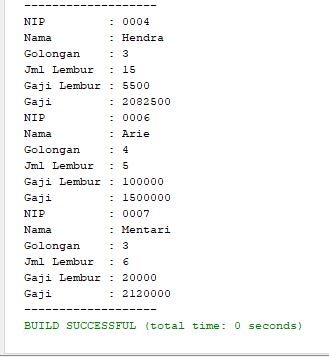 -------------------
NIP : 0004
Nama : Hendra
Golongan : 3
Jml Lembur : 15
Gaji Lembur : 5500
Gaji : 2082500
NIP : 0006
Nama : Arie
Golongan : 4
Jml Lembur : 5
Gaji Lembur : 100000
Gaji : 1500000
NIP : 0007
Nama : Mentari
Golongan : 3
Jml Lembur : 6
Gaji Lembur : 20000
Gaji : 2120000
-------------------
BUILD SUCCESSFUL (total time: 0 seconds)